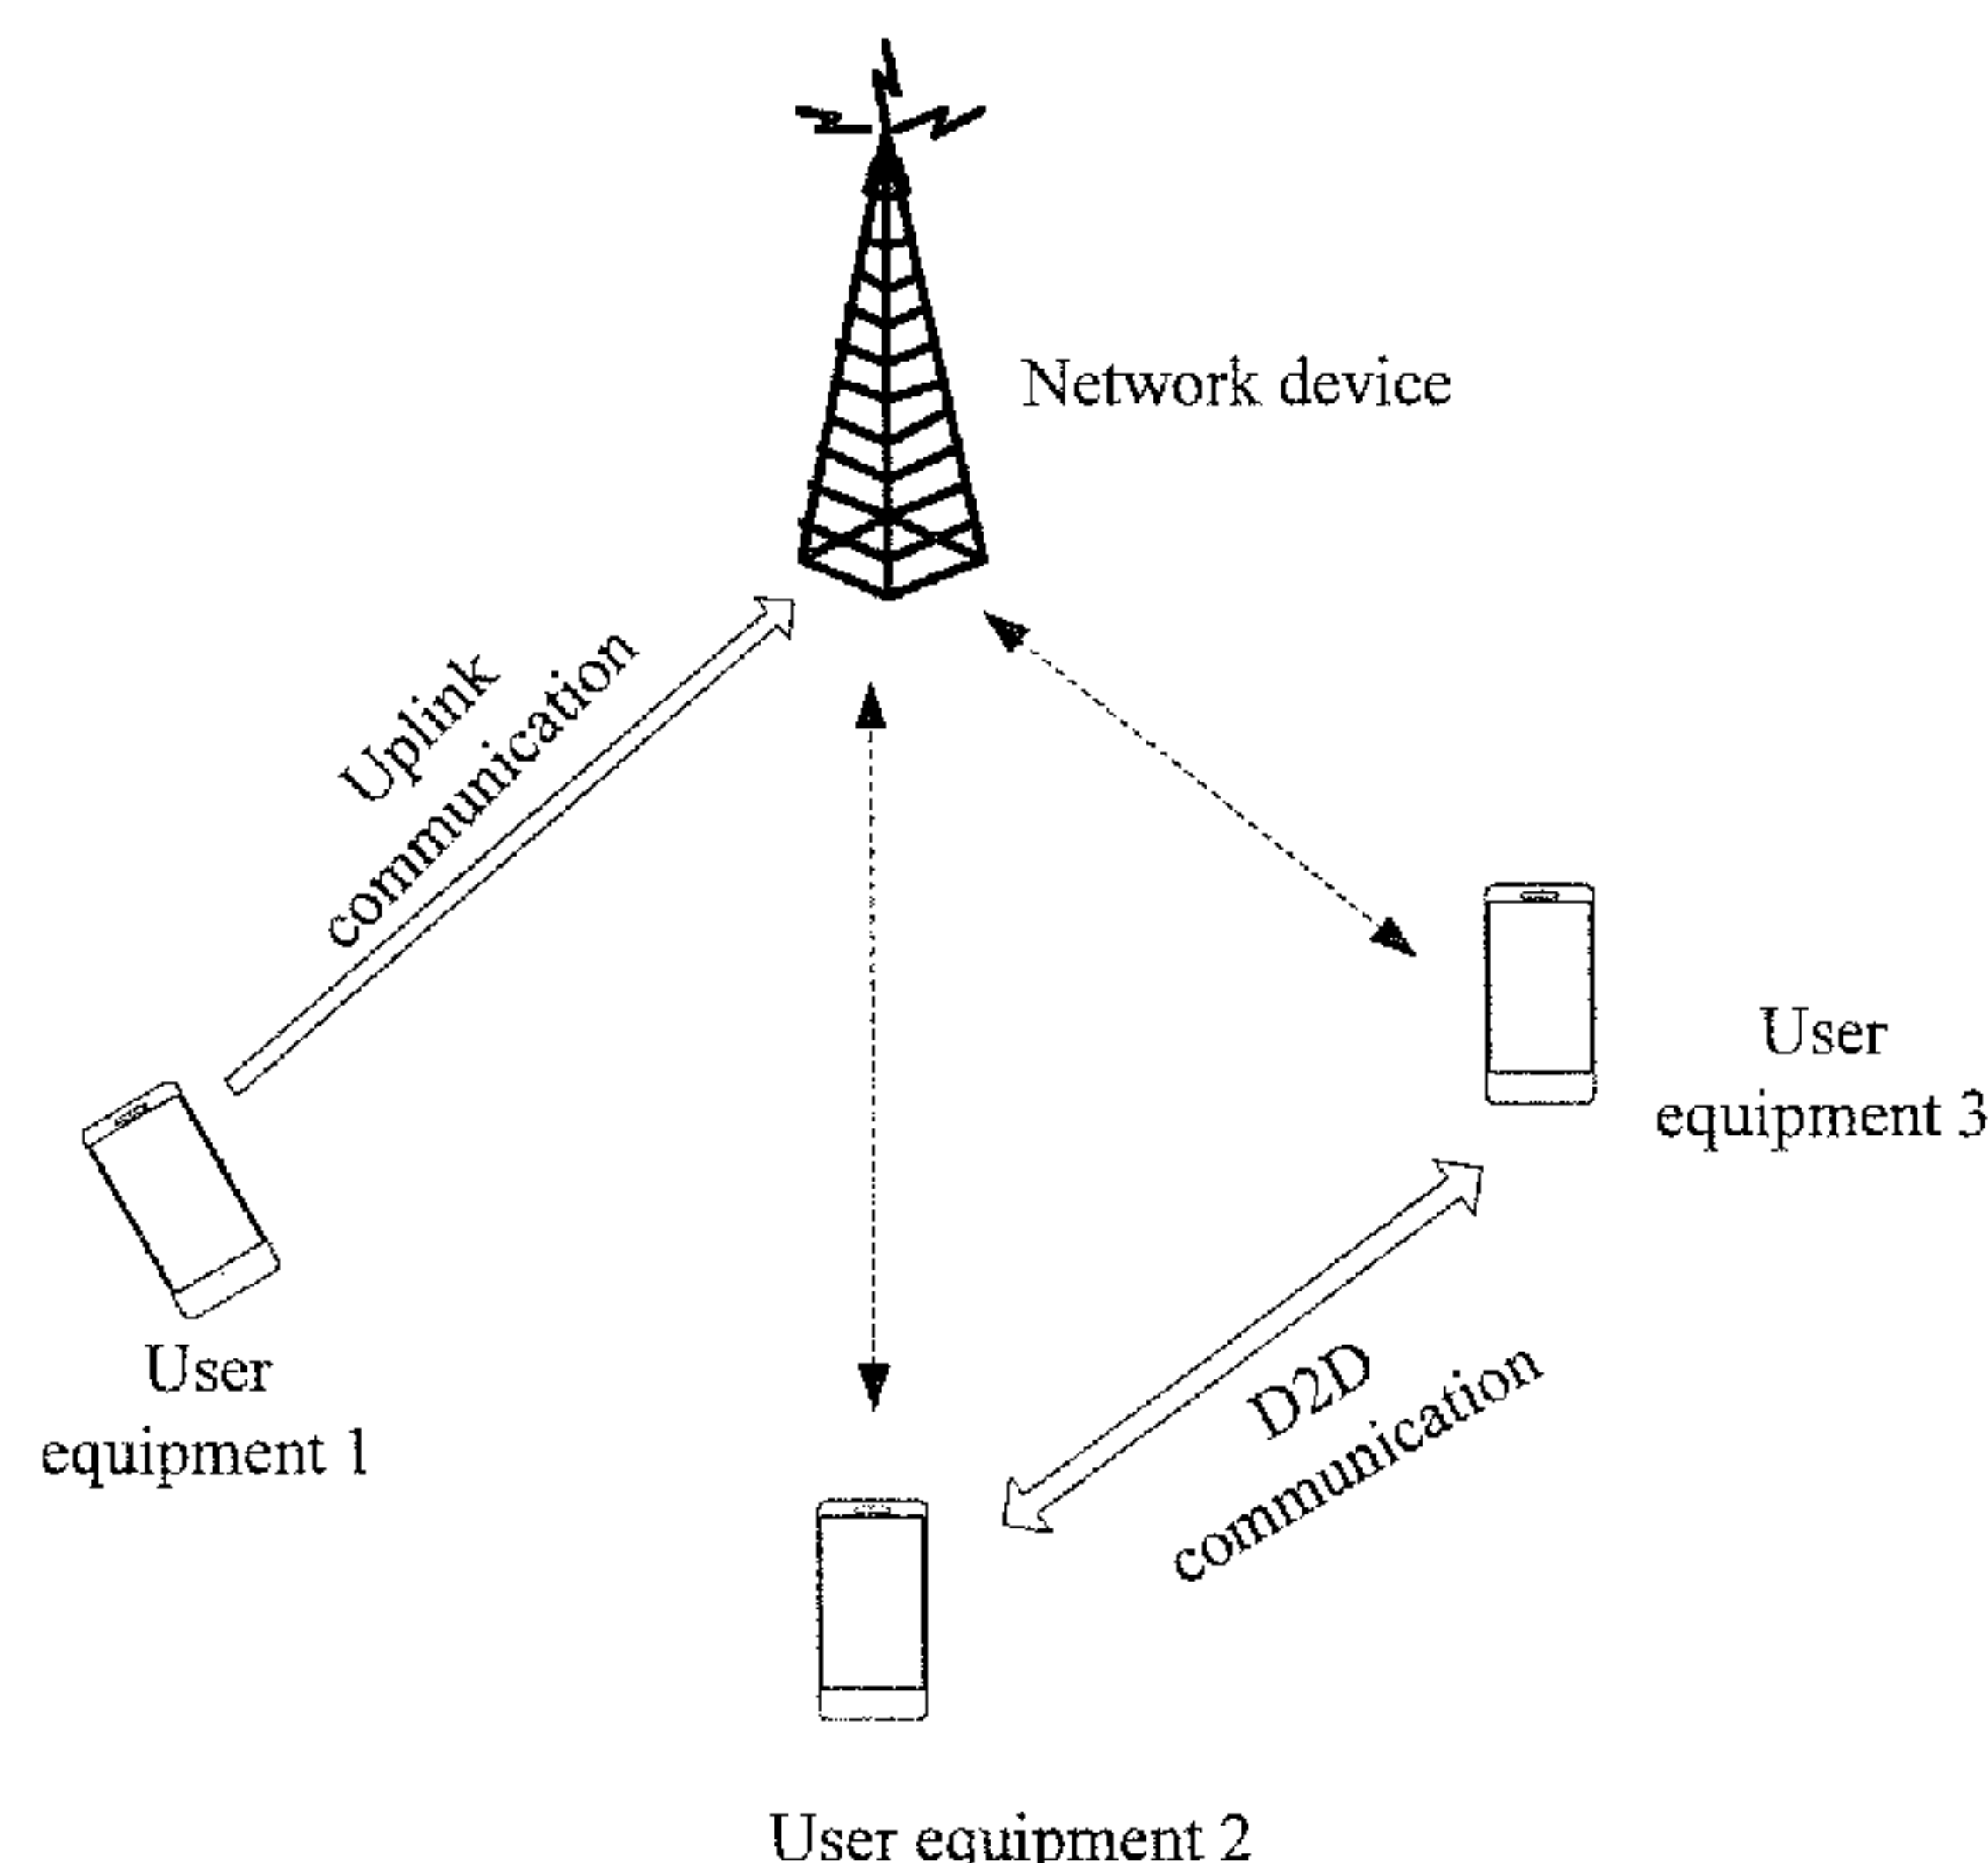 Network device
Uplink
communication
User
equipment 3
User
equipment 1
D2D
communication
User equipment 2